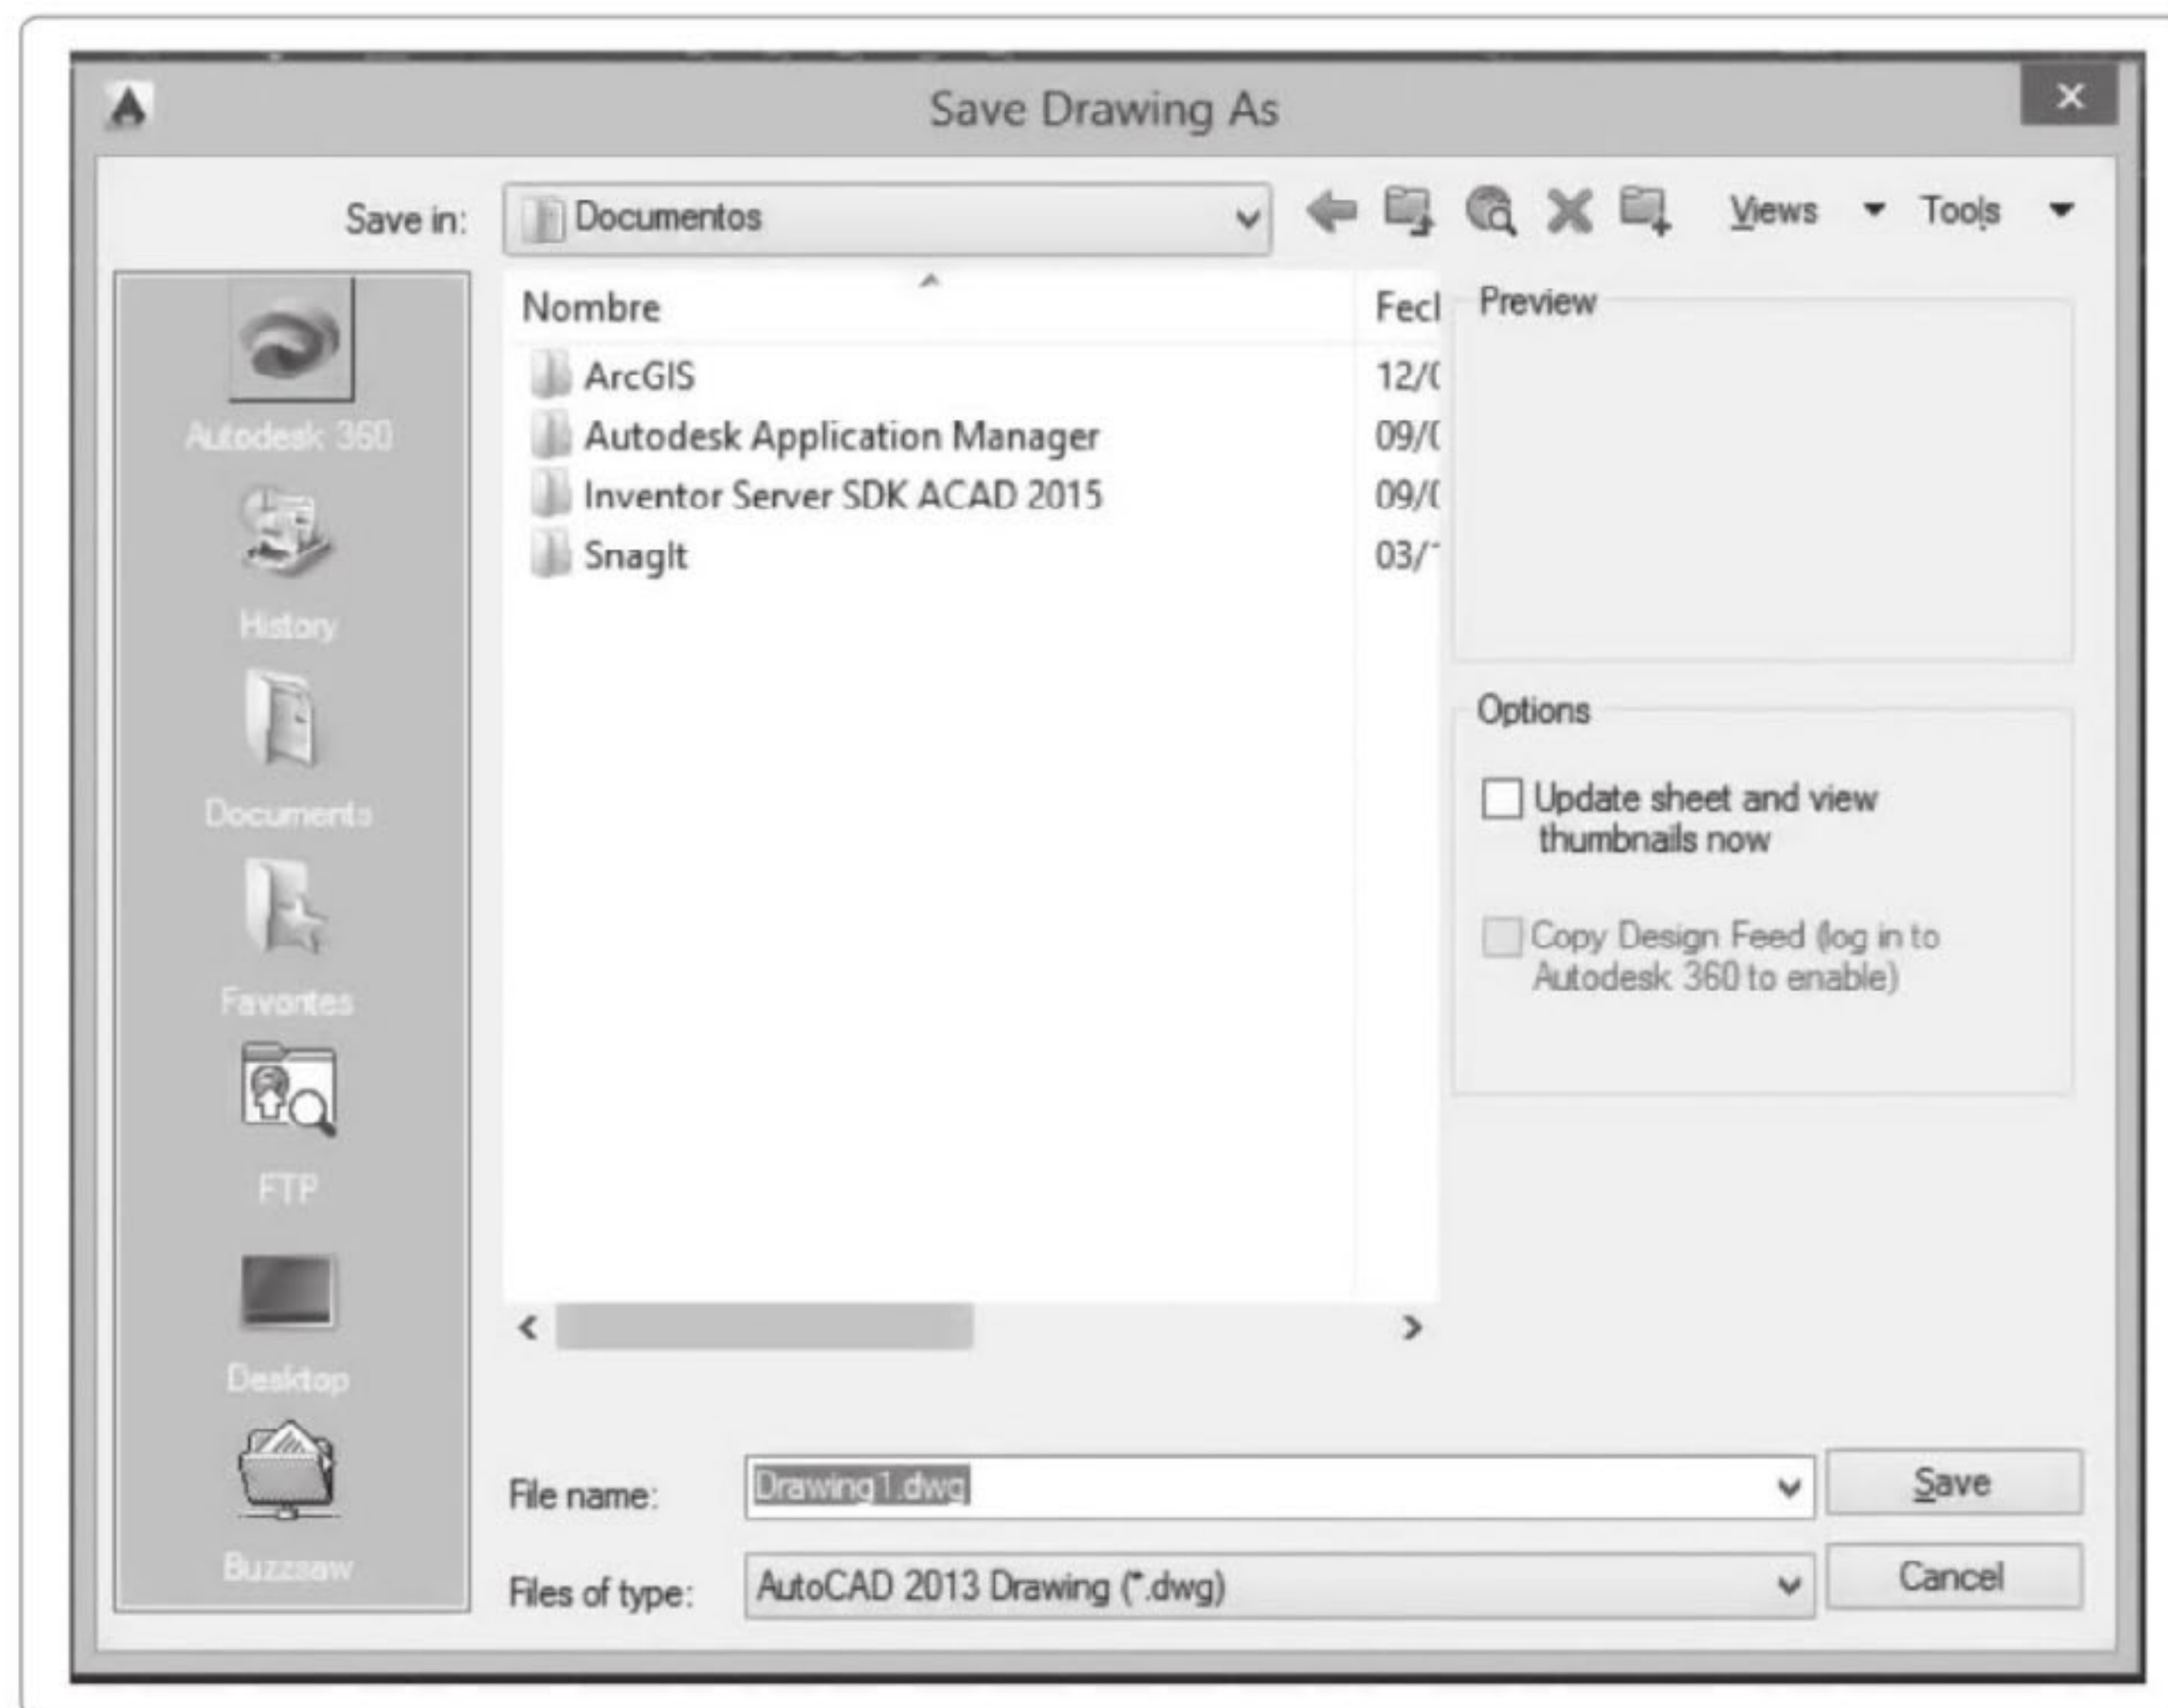 Save Drawing As
Save in:
Documentos
Views
Tools
Autodesk 360
History
Documents
Favorites
FTP
Desktop
Buzzsaw
Nombre
Fecl
ArcGIS
12/0
Autodesk Application Manager
09/0
Inventor Server SDK ACAD 2015
09/0
SnagIt
03/
Preview
Options
Update sheet and view
thumbnails now
Copy Design Feed (log in to
Autodesk 360 to enable)
File name:
Drawing1.dwg
Save
Files of type:
AutoCAD 2013 Drawing (*.dwg)
Cancel